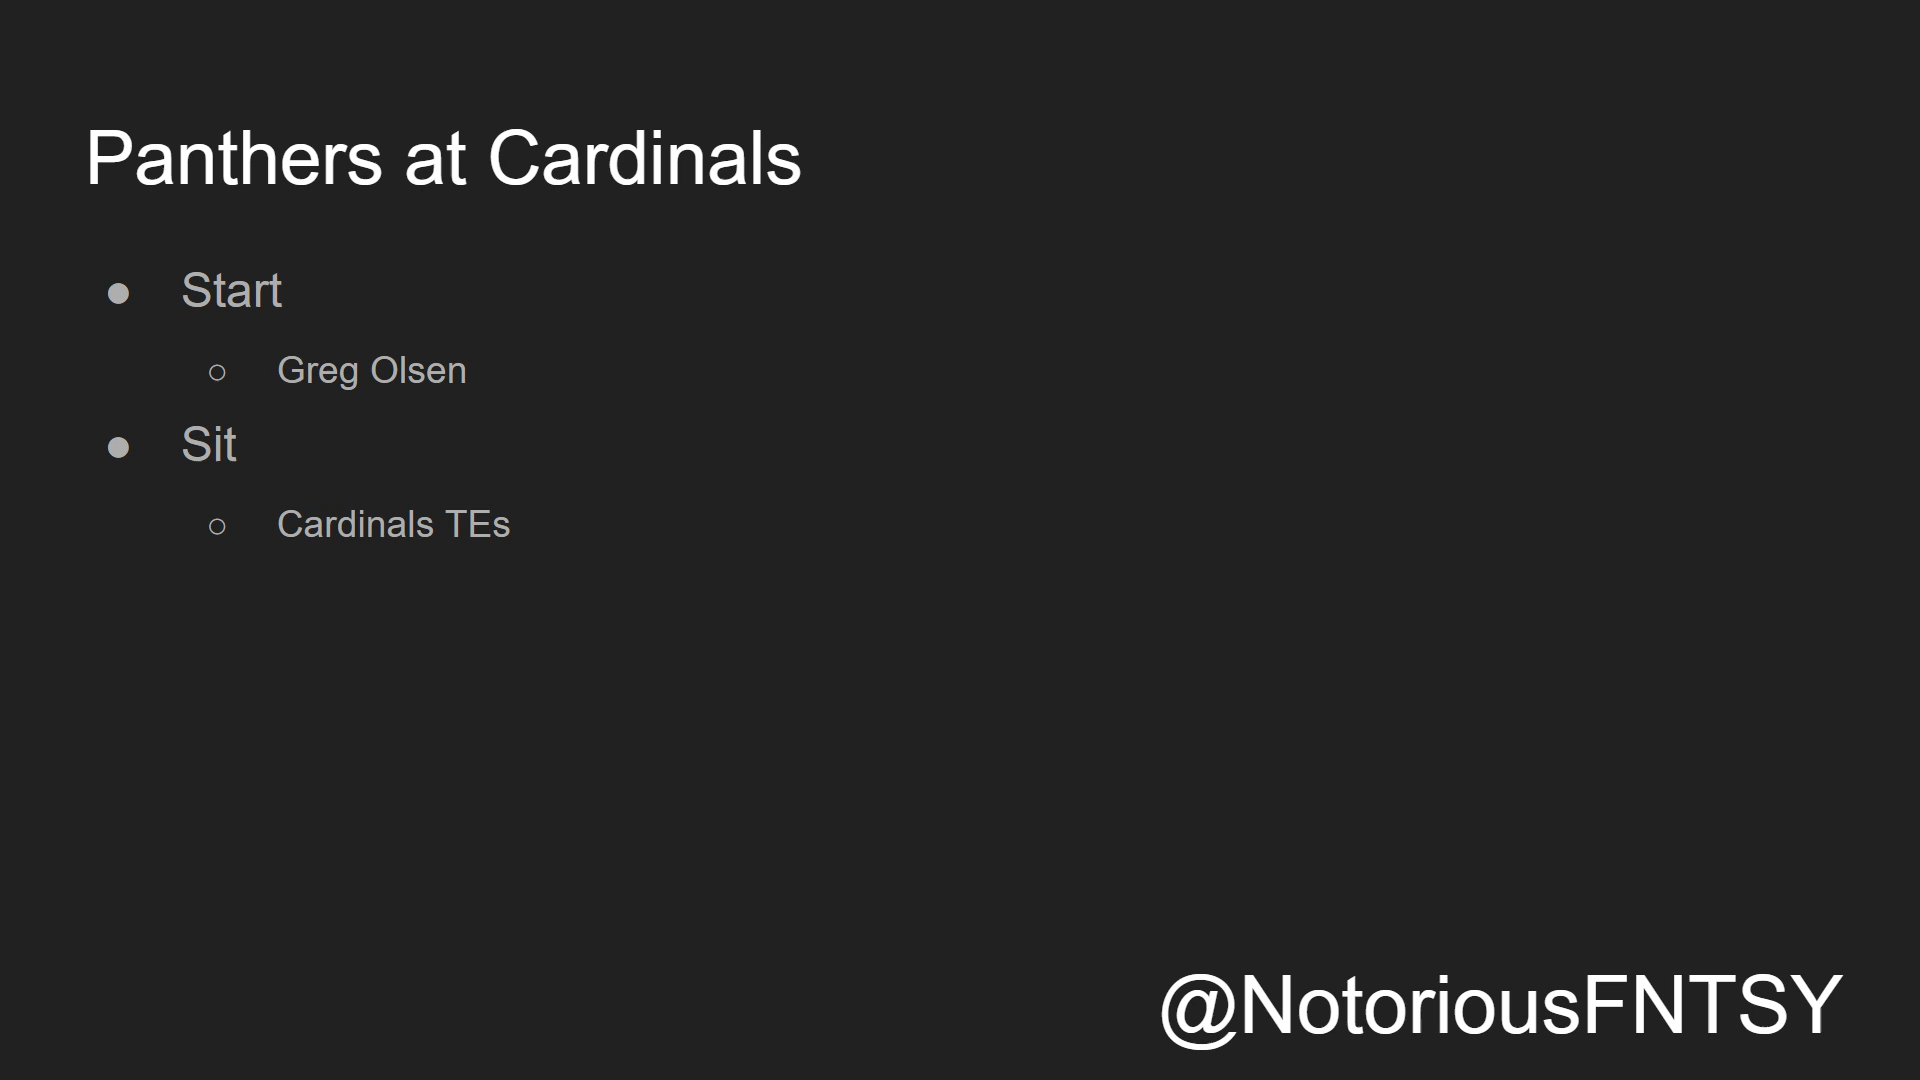 Panthers at Cardinals
● Start
○ Greg Olsen
● Sit
○ Cardinals TEs
@NotoriousFNTSY